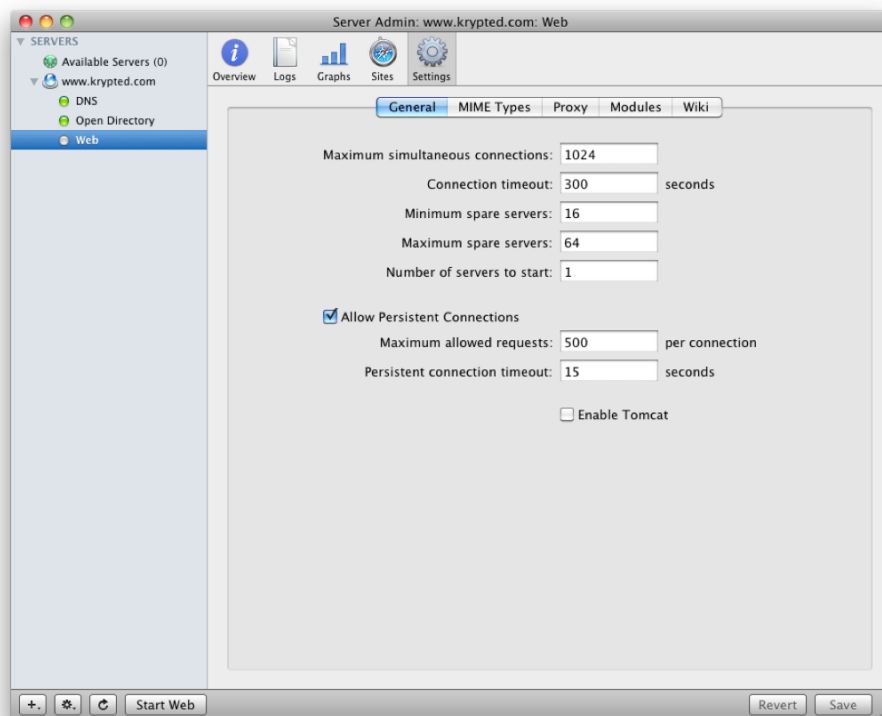 Server Admin: www.krypted.com: Web
SERVERS
Available Servers (0)
www.krypted.com
DNS
Open Directory
Web
Overview Logs Graphs Sites Settings
General MIME Types Proxy Modules Wiki
Maximum simultaneous connections: 1024
Connection timeout: 300 seconds
Minimum spare servers: 16
Maximum spare servers: 64
Number of servers to start: 1
Allow Persistent Connections
Maximum allowed requests: 500 per connection
Persistent connection timeout: 15 seconds
Enable Tomcat
Start Web Revert Save